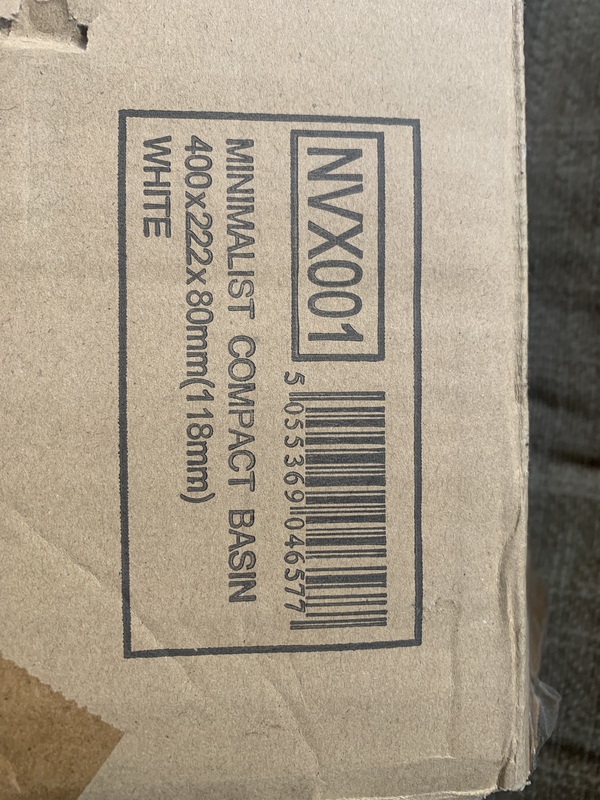 NVX001
5 055369 046577
MINIMALIST COMPACT BASIN
400x222x80mm(118mm)
WHITE